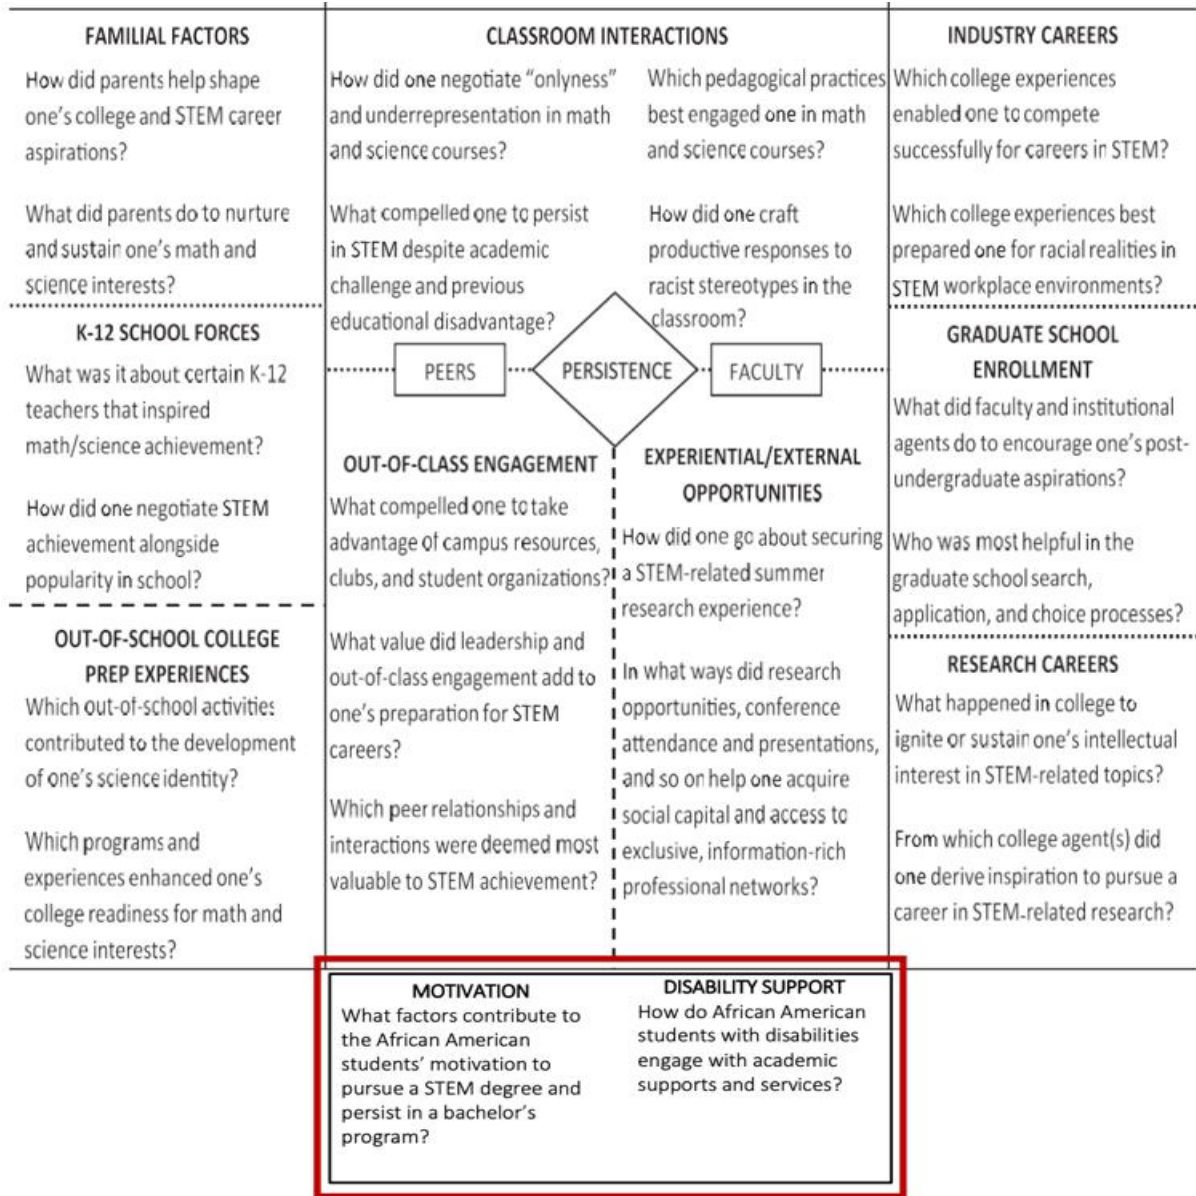 FAMILIAL FACTORS
How did parents help shape
one's college and STEM career
aspirations?
What did parents do to nurture
and sustain one's math and
science interests?
K-12 SCHOOL FORCES
What was it about certain K-12
teachers that inspired
math/science achievement?
How did one negotiate STEM
achievement alongside
popularity in school?
OUT-OF-SCHOOL COLLEGE
PREP EXPERIENCES
Which out-of-school activities
contributed to the development
of one's science identity?
Which programs and
experiences enhanced one's
college readiness for math and
science interests?
CLASSROOM INTERACTIONS
How did one negotiate "onlyness"
and underrepresentation in math
and science courses?
What compelled one to persist
in STEM despite academic
challenge and previous
educational disadvantage?
Which pedagogical practices
best engaged one in math
and science courses?
How did one craft
productive responses to
racist stereotypes in the
classroom?
PEERS
PERSISTENCE
FACULTY
OUT-OF-CLASS ENGAGEMENT
What compelled one to take
advantage of campus resources,
clubs, and student organizations?
What value did leadership and
out-of-class engagement add to
one's preparation for STEM
careers?
Which peer relationships and
interactions were deemed most
valuable to STEM achievement?
EXPERIENTIAL/EXTERNAL
OPPORTUNITIES
How did one go about securing
a STEM-related summer
research experience?
In what ways did research
opportunities, conference
attendance and presentations,
and so on help one acquire
social capital and access to
exclusive, information-rich
professional networks?
INDUSTRY CAREERS
Which college experiences
enabled one to compete
successfully for careers in STEM?
Which college experiences best
prepared one for racial realities in
STEM workplace environments?
GRADUATE SCHOOL
ENROLLMENT
What did faculty and institutional
agents do to encourage one's post-
undergraduate aspirations?
Who was most helpful in the
graduate school search,
application, and choice processes?
RESEARCH CAREERS
What happened in college to
ignite or sustain one's intellectual
interest in STEM-related topics?
From which college agent(s) did
one derive inspiration to pursue a
career in STEM-related research?
MOTIVATION
What factors contribute to
the African American
students' motivation to
pursue a STEM degree and
persist in a bachelor's
program?
DISABILITY SUPPORT
How do African American
students with disabilities
engage with academic
supports and services?